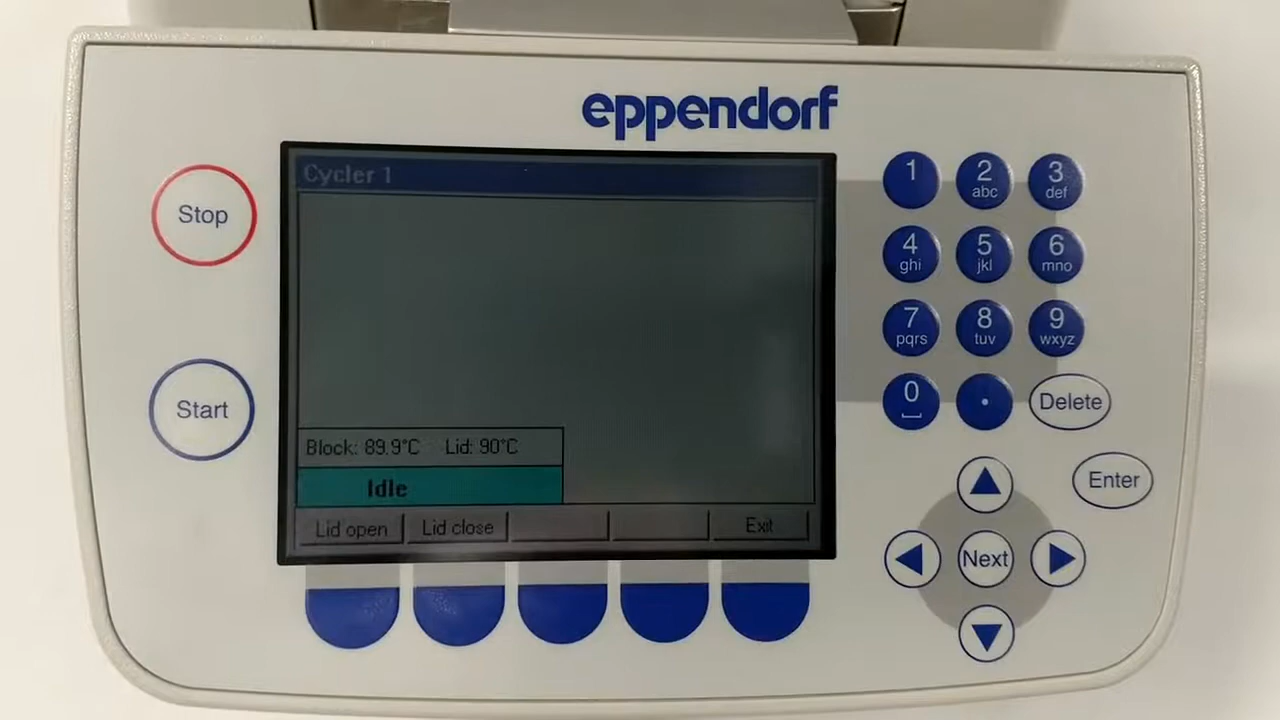 eppendorf
Stop
Start
Cycler 1
Block: 89.9°C Lid: 90°C
Idle
Lid open Lid close Exit
1 2 abc 3 def
4 ghi 5 jkl 6 mno
7 pqrs 8 tuv 9 wxyz
0 . Delete
Enter
Next